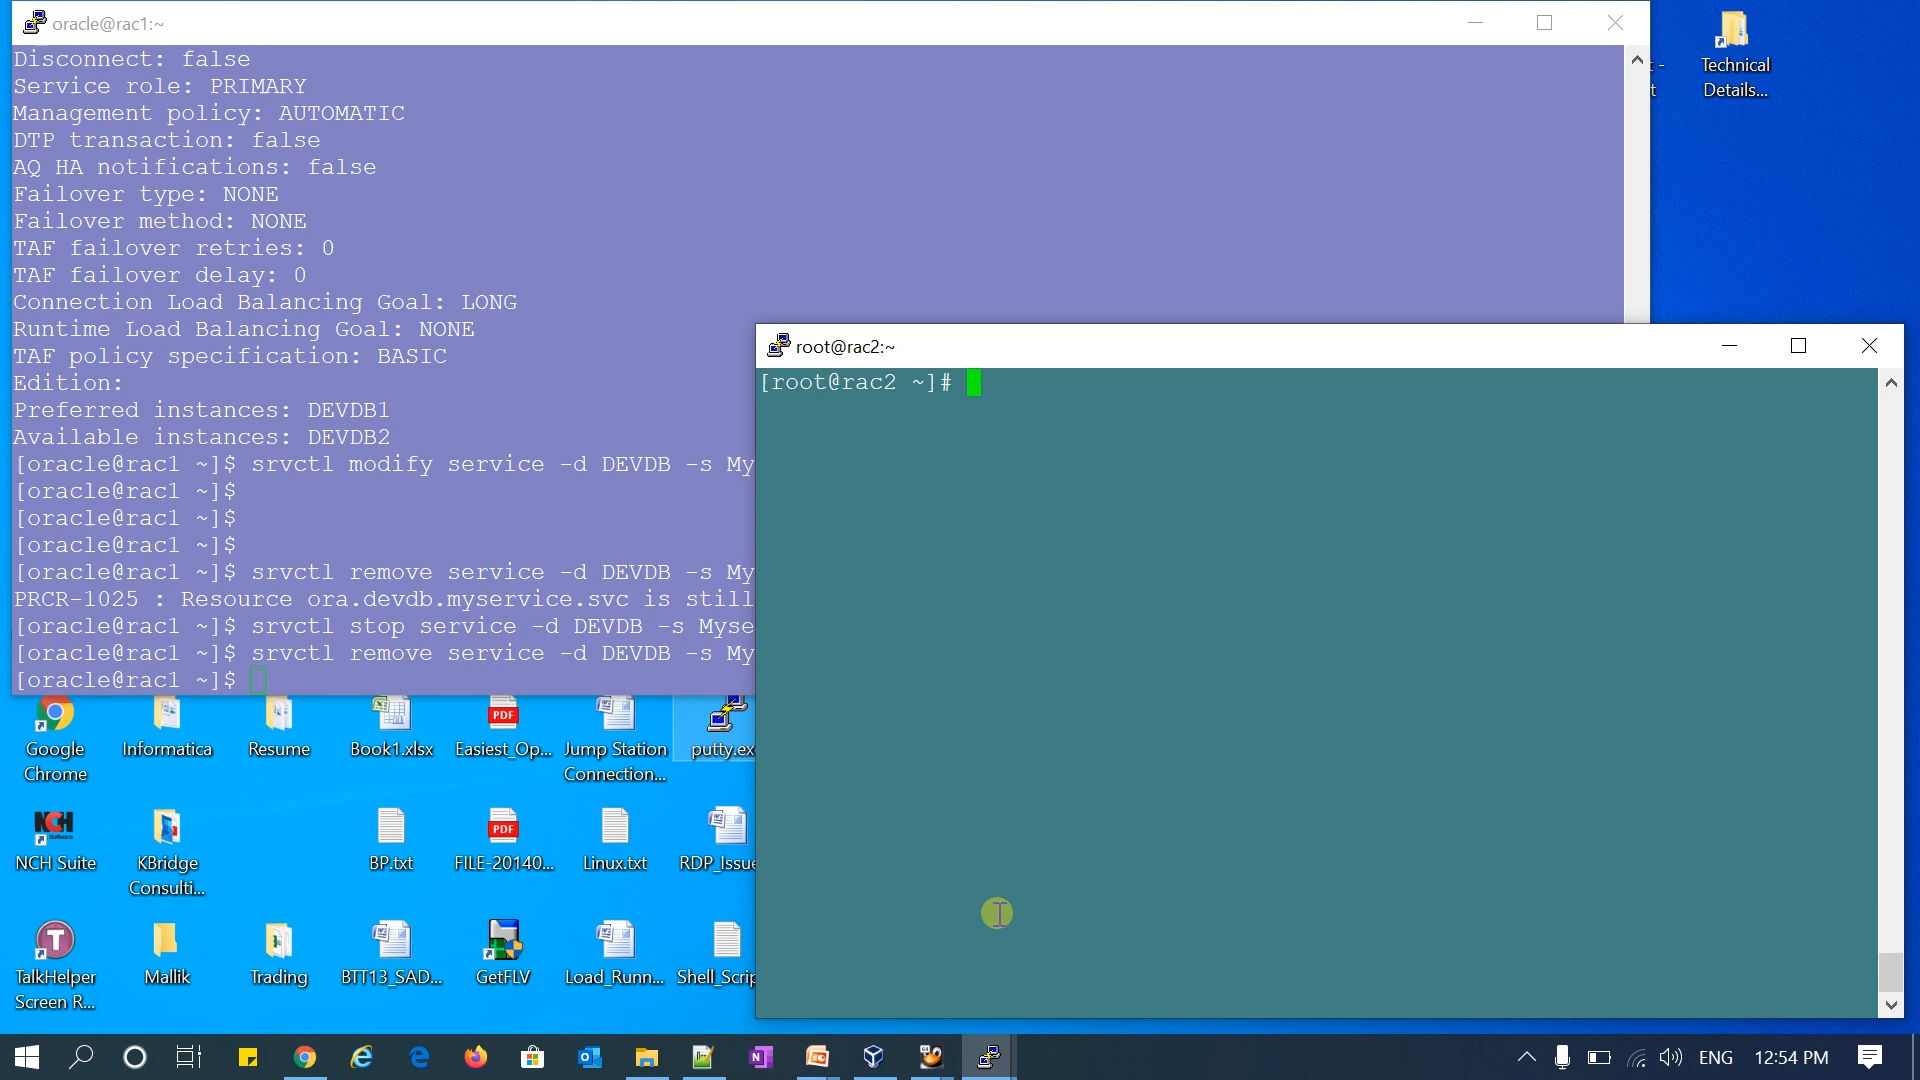 oracle@rac1:~
Disconnect: false
Service role: PRIMARY
Management policy: AUTOMATIC
DTP transaction: false
AQ HA notifications: false
Failover type: NONE
Failover method: NONE
TAF failover retries: 0
TAF failover delay: 0
Connection Load Balancing Goal: LONG
Runtime Load Balancing Goal: NONE
TAF policy specification: BASIC
Edition:
Preferred instances: DEVDB1
Available instances: DEVDB2
[oracle@rac1 ~]$ srvctl modify service -d DEVDB -s My
[oracle@rac1 ~]$
[oracle@rac1 ~]$
[oracle@rac1 ~]$
[oracle@rac1 ~]$ srvctl remove service -d DEVDB -s My
PRCR-1025 : Resource ora.devdb.myservice.svc is still
[oracle@rac1 ~]$ srvctl stop service -d DEVDB -s Myse
[oracle@rac1 ~]$ srvctl remove service -d DEVDB -s My
[oracle@rac1 ~]$
root@rac2:~
[root@rac2 ~]#
Technical
Details...
Google
Chrome
Informatica
Resume
Book1.xlsx
PDF
Easiest_Op...
Jump Station
Connection...
putty.ex
NCH
Software
NCH Suite
KBridge
Consulti...
BP.txt
PDF
FILE-20140...
Linux.txt
RDP_Issue
TalkHelper
Screen R...
Mallik
Trading
BTT13_SAD...
GetFLV
Load_Runn...
Shell_Scrip
ENG
12:54 PM